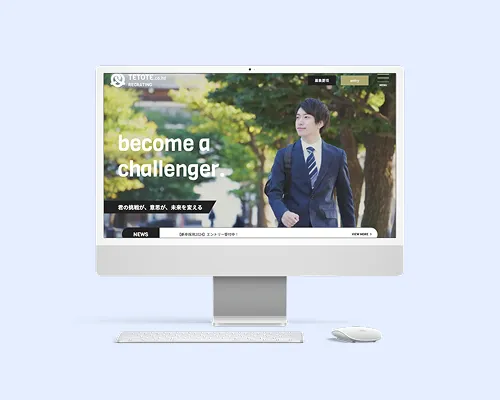 TETOTE.co.ltd
RECRUITING
募集要項
entry
MENU
become a
challenger.
君の挑戦が、意思が、未来を変える
NEWS
【新卒採用2024】エントリー受付中！
VIEW MORE >